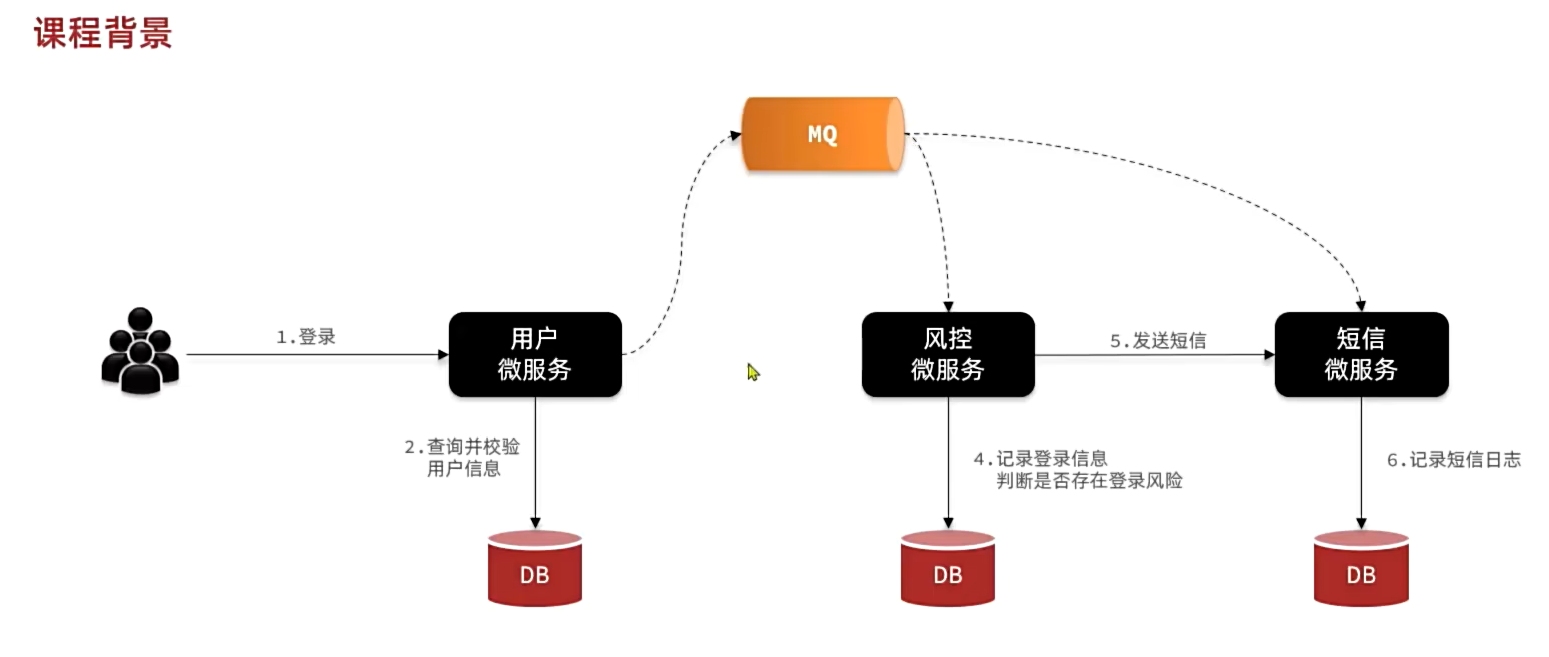 课程背景
MQ
1.登录
用户
微服务
风控
微服务
5.发送短信
短信
微服务
2.查询并校验
用户信息
4.记录登录信息
判断是否存在登录风险
6.记录短信日志
DB
DB
DB